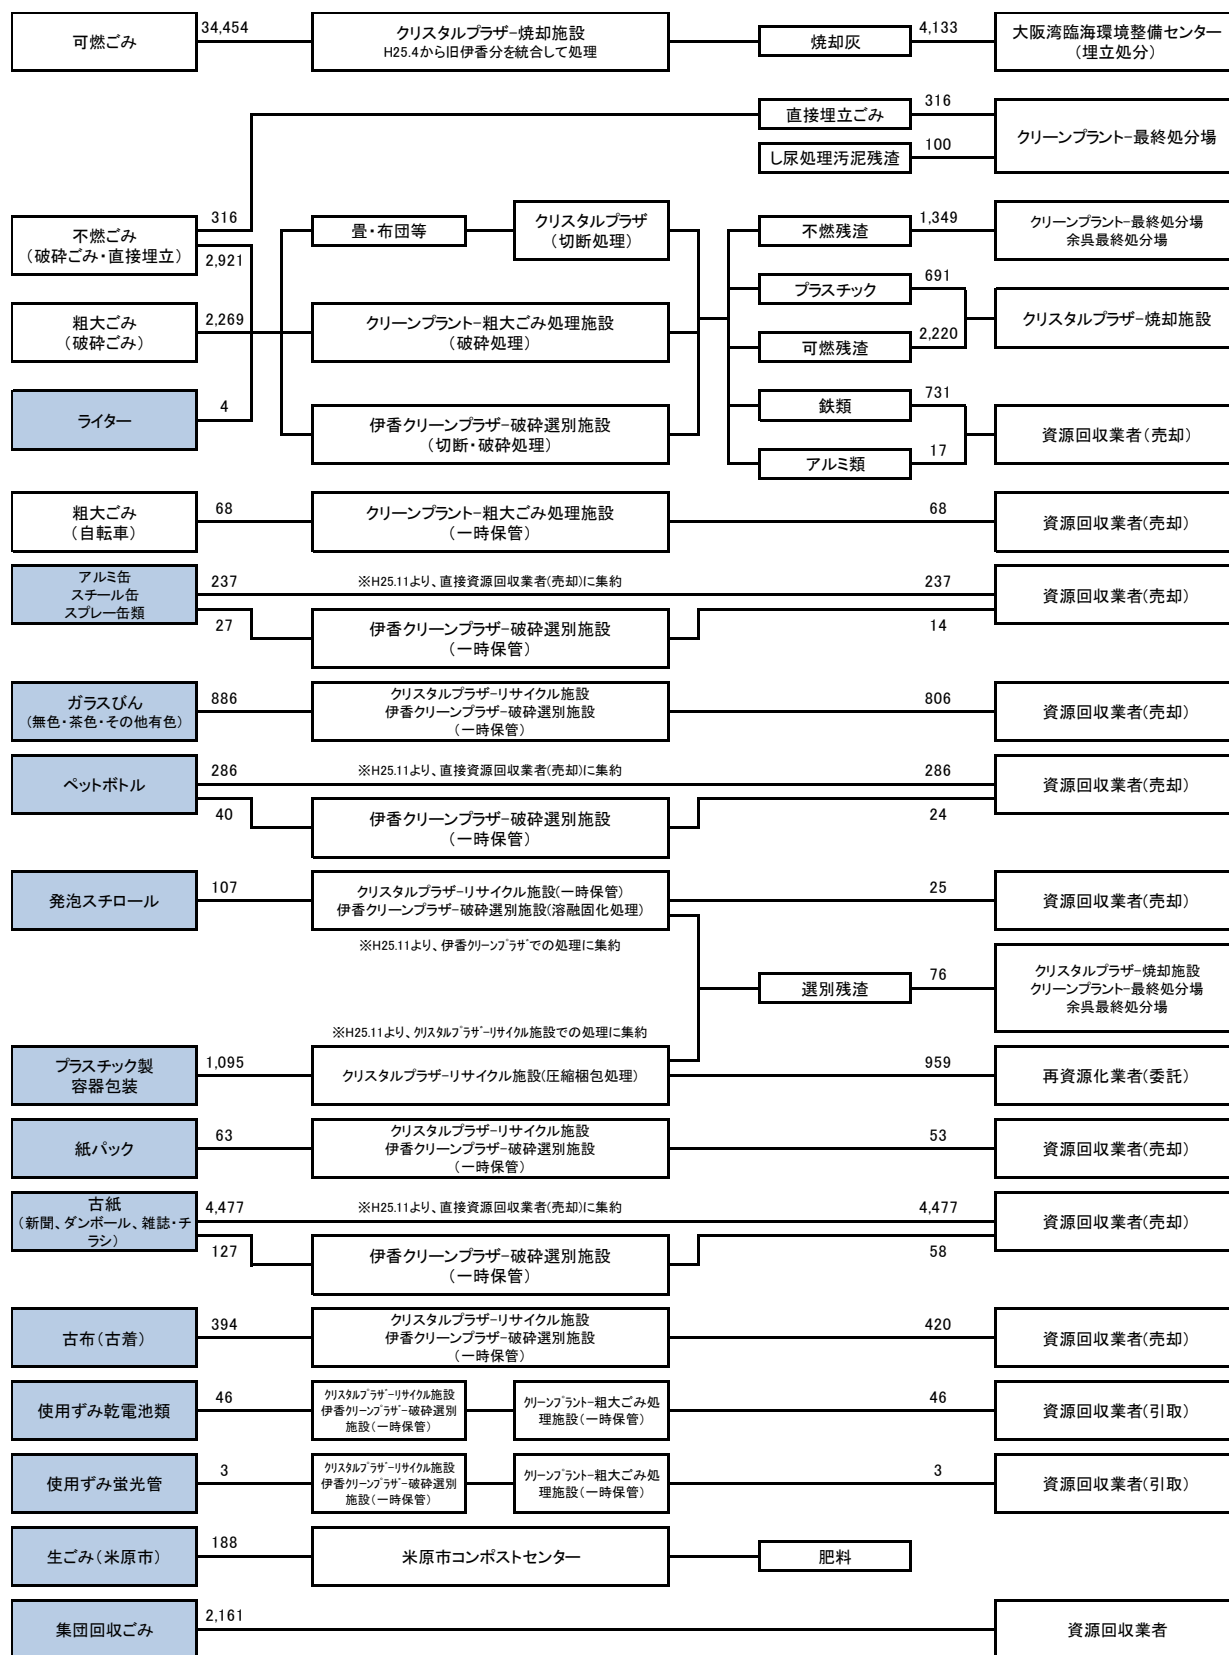 可燃ごみ
34,454
クリスタルプラザ-焼却施設
H25.4から旧伊香分を統合して処理
焼却灰
4,133
大阪湾臨海環境整備センター
(埋立処分)
直接埋立ごみ
316
し尿処理汚泥残渣
100
クリーンプラント-最終処分場
不燃ごみ
(破砕ごみ・直接埋立)
316
2,921
畳・布団等
クリスタルプラザ
(切断処理)
不燃残渣
1,349
クリーンプラント-最終処分場
余呉最終処分場
プラスチック
691
粗大ごみ
(破砕ごみ)
2,269
クリーンプラント-粗大ごみ処理施設
(破砕処理)
可燃残渣
2,220
クリスタルプラザ-焼却施設
ライター
4
伊香クリーンプラザ-破砕選別施設
(切断・破砕処理)
鉄類
731
アルミ類
17
資源回収業者(売却)
粗大ごみ
(自転車)
68
クリーンプラント-粗大ごみ処理施設
(一時保管)
68
資源回収業者(売却)
アルミ缶
スチール缶
スプレー缶類
237
※H25.11より、直接資源回収業者(売却)に集約
237
資源回収業者(売却)
27
伊香クリーンプラザ-破砕選別施設
(一時保管)
14
ガラスびん
(無色・茶色・その他有色)
886
クリスタルプラザ-リサイクル施設
伊香クリーンプラザ-破砕選別施設
(一時保管)
806
資源回収業者(売却)
ペットボトル
286
※H25.11より、直接資源回収業者(売却)に集約
286
資源回収業者(売却)
40
伊香クリーンプラザ-破砕選別施設
(一時保管)
24
発泡スチロール
107
クリスタルプラザ-リサイクル施設(一時保管)
伊香クリーンプラザ-破砕選別施設(溶融固化処理)
25
資源回収業者(売却)
※H25.11より、伊香ｸﾘｰﾝﾌﾟﾗｻﾞでの処理に集約
選別残渣
76
クリスタルプラザ-焼却施設
クリーンプラント-最終処分場
余呉最終処分場
※H25.11より、ｸﾘｽﾀﾙﾌﾟﾗｻﾞ-ﾘｻｲｸﾙ施設での処理に集約
プラスチック製
容器包装
1,095
クリスタルプラザ-リサイクル施設(圧縮梱包処理)
959
再資源化業者(委託)
紙パック
63
クリスタルプラザ-リサイクル施設
伊香クリーンプラザ-破砕選別施設
(一時保管)
53
資源回収業者(売却)
古紙
(新聞、ダンボール、雑誌・チ
ラシ)
4,477
※H25.11より、直接資源回収業者(売却)に集約
4,477
資源回収業者(売却)
127
伊香クリーンプラザ-破砕選別施設
(一時保管)
58
古布(古着)
394
クリスタルプラザ-リサイクル施設
伊香クリーンプラザ-破砕選別施設
(一時保管)
420
資源回収業者(売却)
使用ずみ乾電池類
46
ｸﾘｽﾀﾙﾌﾟﾗｻﾞ-ﾘｻｲｸﾙ施設
伊香ｸﾘｰﾝﾌﾟﾗｻﾞ-破砕選別
施設(一時保管)
ｸﾘｰﾝﾌﾟﾗﾝﾄ-粗大ごみ処
理施設(一時保管)
46
資源回収業者(引取)
使用ずみ蛍光管
3
ｸﾘｽﾀﾙﾌﾟﾗｻﾞ-ﾘｻｲｸﾙ施設
伊香ｸﾘｰﾝﾌﾟﾗｻﾞ-破砕選別
施設(一時保管)
ｸﾘｰﾝﾌﾟﾗﾝﾄ-粗大ごみ処
理施設(一時保管)
3
資源回収業者(引取)
生ごみ(米原市)
188
米原市コンポストセンター
肥料
集団回収ごみ
2,161
資源回収業者